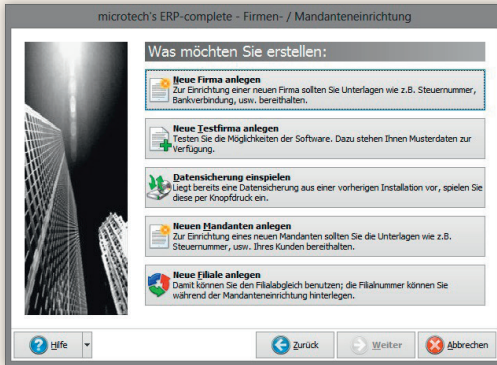 microtech's ERP-complete - Firmen- / Mandanteneinrichtung
Was möchten Sie erstellen:
Neue Firma anlegen
Zur Einrichtung einer neuen Firma sollten Sie Unterlagen wie z.B. Steuernummer,
Bankverbindung, usw. bereithalten.
Neue Testfirma anlegen
Testen Sie die Möglichkeiten der Software. Dazu stehen Ihnen Musterdaten zur
Verfügung.
Datensicherung einspielen
Liegt bereits eine Datensicherung aus einer vorherigen Installation vor, spielen Sie
diese per Knopfdruck ein.
Neuen Mandanten anlegen
Zur Einrichtung eines neuen Mandanten sollten Sie die Unterlagen wie z.B.
Steuernummer, usw. Ihres Kunden bereithalten.
Neue Filiale anlegen
Damit können Sie den Filialabgleich benutzen; die Filialnummer können Sie
während der Mandanteneinrichtung hinterlegen.
Hilfe Zurück Weiter Abbrechen